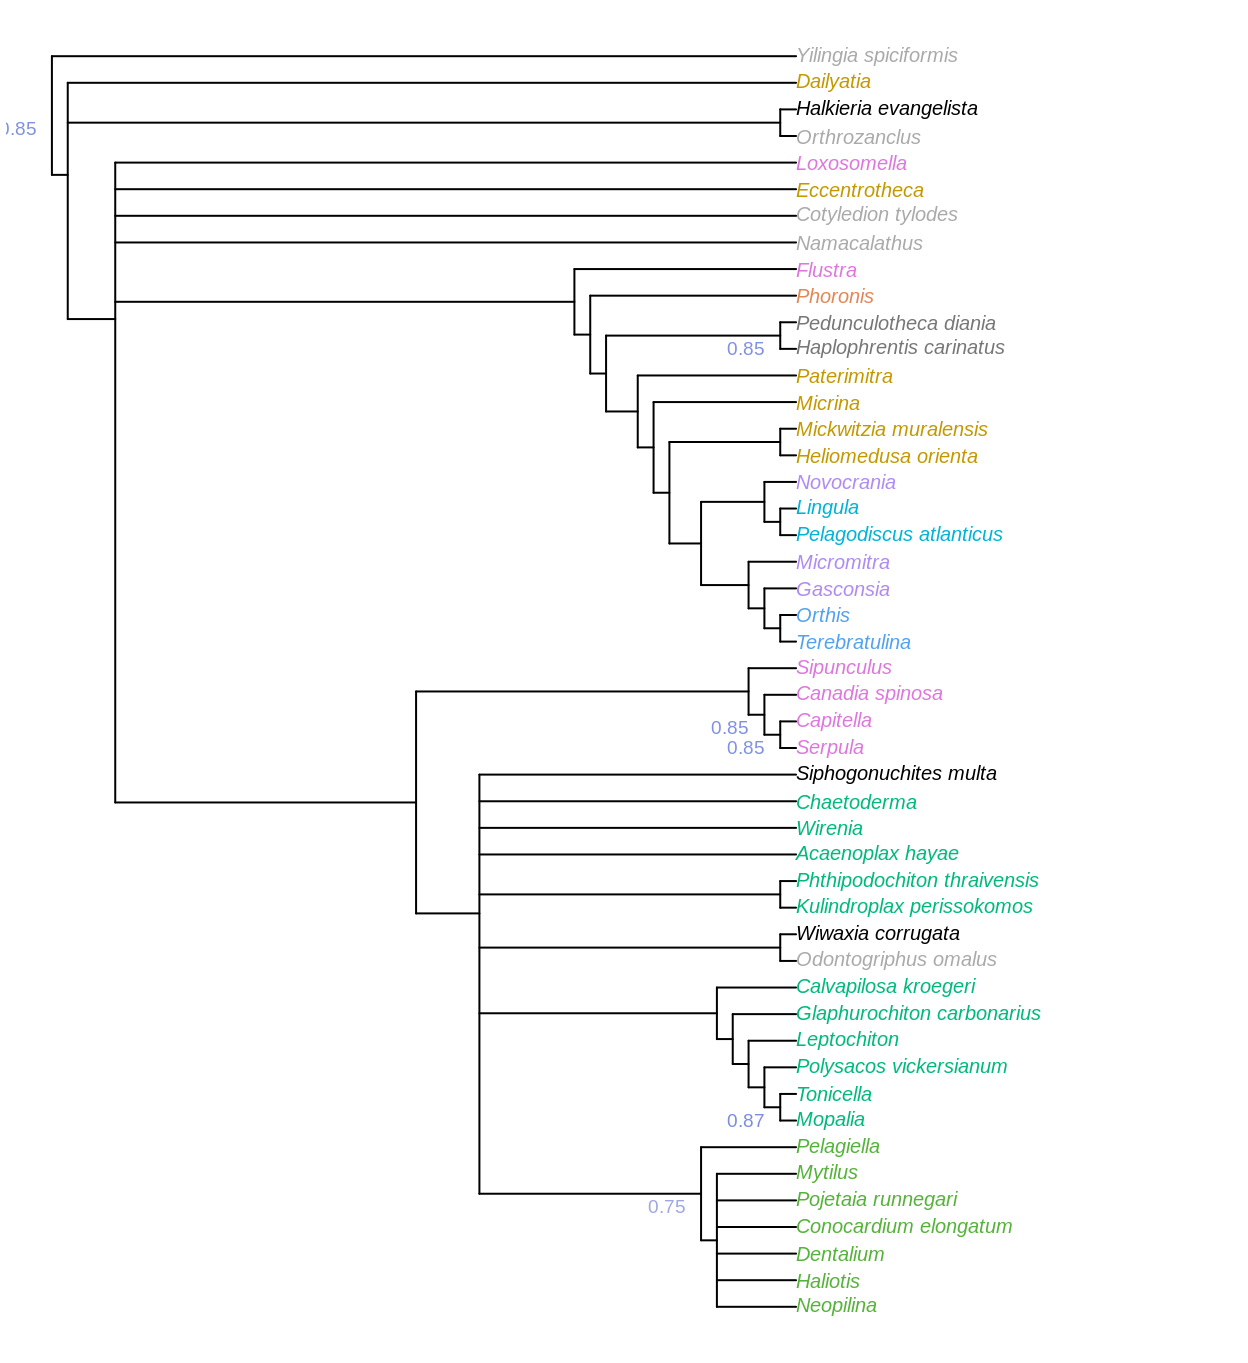 Yilingia spiciformis
Dailyatia
Halkieria evangelista
0.85
Orthrozanclus
Loxosomella
Eccentrotheca
Cotyledion tylodes
Namacalathus
Flustra
Phoronis
Pedunculotheca diania
Haplophrentis carinatus
0.85
Paterimitra
Micrina
Mickwitzia muralensis
Heliomedusa orienta
Novocrania
Lingula
Pelagodiscus atlanticus
Micromitra
Gasconsia
Orthis
Terebratulina
Sipunculus
Canadia spinosa
Capitella
0.85
Serpula
0.85
Siphogonuchites multa
Chaetoderma
Wirenia
Acaenoplax hayae
Phthipodochiton thraivensis
Kulindroplax perissokomos
Wiwaxia corrugata
Odontogriphus omalus
Calvapilosa kroegeri
Glaphurochiton carbonarius
Leptochiton
Polysacos vickersianum
Tonicella
Mopalia
0.87
Pelagiella
Mytilus
Pojetaia runnegari
0.75
Conocardium elongatum
Dentalium
Haliotis
Neopilina